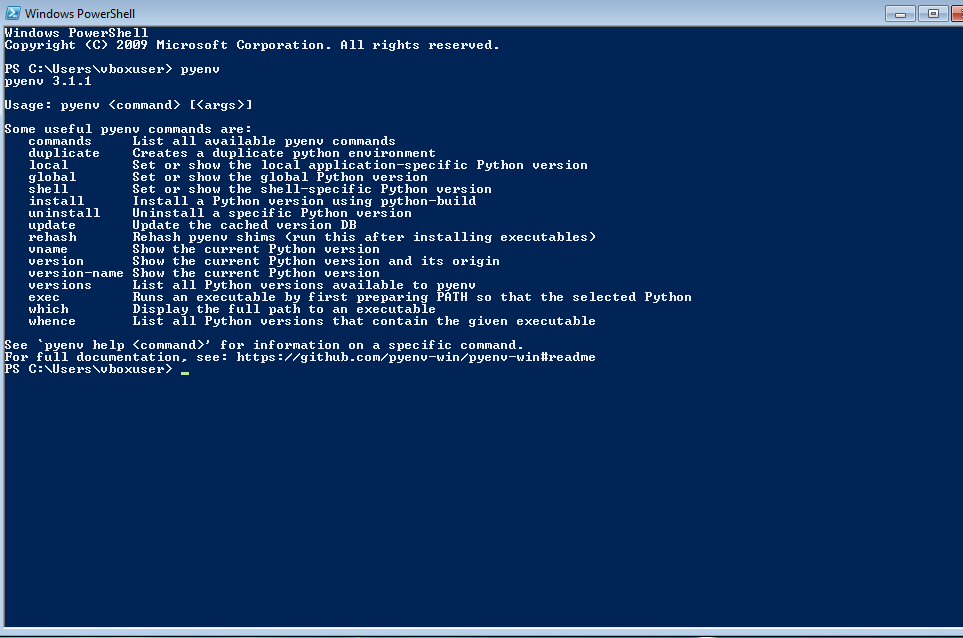 Windows PowerShell
Windows PowerShell
Copyright (C) 2009 Microsoft Corporation. All rights reserved.
PS C:\Users\vboxuser> pyenv
pyenv 3.1.1
Usage: pyenv <command> [<args>]
Some useful pyenv commands are:
commands List all available pyenv commands
duplicate Creates a duplicate python environment
local Set or show the local application-specific Python version
global Set or show the global Python version
shell Set or show the shell-specific Python version
install Install a Python version using python-build
uninstall Uninstall a specific Python version
update Update the cached version DB
rehash Rehash pyenv shims (run this after installing executables)
vname Show the current Python version
version Show the current Python version and its origin
version-name Show the current Python version
versions List all Python versions available to pyenv
exec Runs an executable by first preparing PATH so that the selected Python
which Display the full path to an executable
whence List all Python versions that contain the given executable
See `pyenv help <command>' for information on a specific command.
For full documentation, see: https://github.com/pyenv-win/pyenv-win#readme
PS C:\Users\vboxuser> _